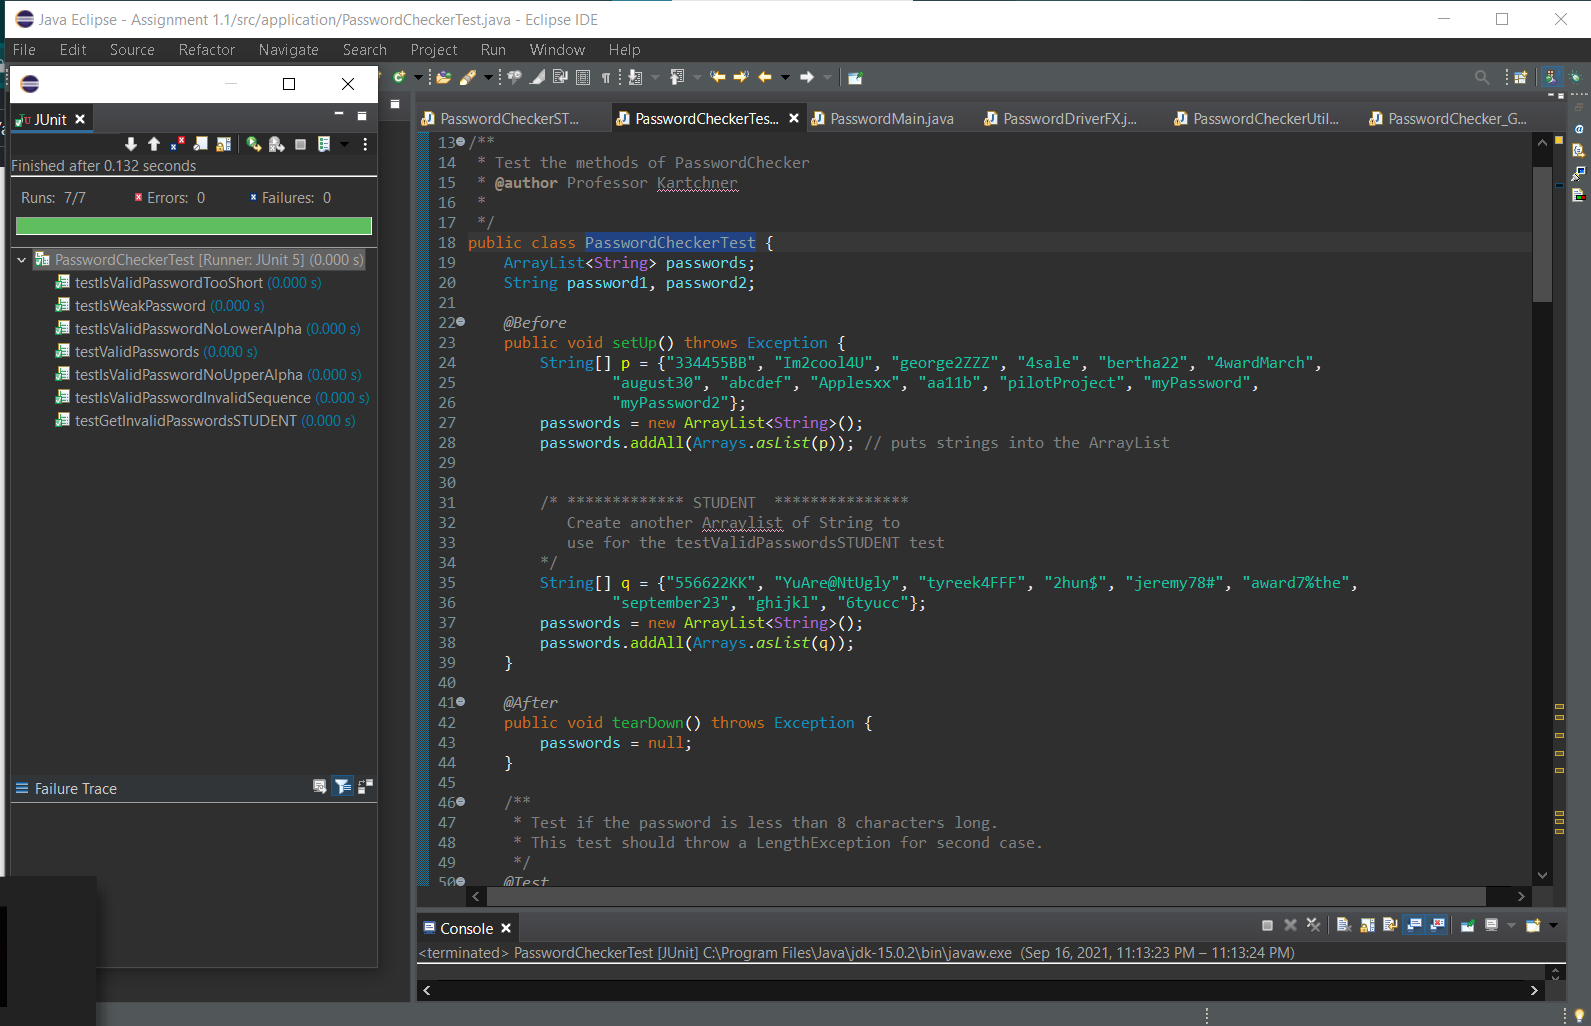 Java Eclipse - Assignment 1.1/src/application/PasswordCheckerTest.java - Eclipse IDE
File Edit Source Refactor Navigate Search Project Run Window Help
JUnit
Finished after 0.132 seconds
Runs: 7/7 Errors: 0 Failures: 0
PasswordCheckerTest [Runner: JUnit 5] (0.000 s)
testIsValidPasswordTooShort (0.000 s)
testIsWeakPassword (0.000 s)
testIsValidPasswordNoLowerAlpha (0.000 s)
testValidPasswords (0.000 s)
testIsValidPasswordNoUpperAlpha (0.000 s)
testIsValidPasswordInvalidSequence (0.000 s)
testGetInvalidPasswordsSTUDENT (0.000 s)
Failure Trace
PasswordCheckerST... PasswordCheckerTes... PasswordMain.java PasswordDriverFX.j... PasswordCheckerUtil... PasswordChecker_G...
13 /**
14 * Test the methods of PasswordChecker
15 * @author Professor Kartchner
16 *
17 */
18 public class PasswordCheckerTest {
19 ArrayList<String> passwords;
20 String password1, password2;
21
22 @Before
23 public void setUp() throws Exception {
24 String[] p = {"334455BB", "Im2cool4U", "george2ZZZ", "4sale", "bertha22", "4wardMarch",
25 "august30", "abcdef", "Applesxx", "aa11b", "pilotProject", "myPassword",
26 "myPassword2"};
27 passwords = new ArrayList<String>();
28 passwords.addAll(Arrays.asList(p)); // puts strings into the ArrayList
29
30
31 /* ************* STUDENT ***************
32 Create another Arraylist of String to
33 use for the testValidPasswordsSTUDENT test
34 */
35 String[] q = {"556622KK", "YuAre@NtUgly", "tyreek4FFF", "2hun$", "jeremy78#", "award7%the",
36 "september23", "ghijkl", "6tyucc"};
37 passwords = new ArrayList<String>();
38 passwords.addAll(Arrays.asList(q));
39 }
40
41 @After
42 public void tearDown() throws Exception {
43 passwords = null;
44 }
45
46 /**
47 * Test if the password is less than 8 characters long.
48 * This test should throw a LengthException for second case.
49 */
50 @Test
Console
<terminated> PasswordCheckerTest [JUnit] C:\Program Files\Java\jdk-15.0.2\bin\javaw.exe (Sep 16, 2021, 11:13:23 PM – 11:13:24 PM)